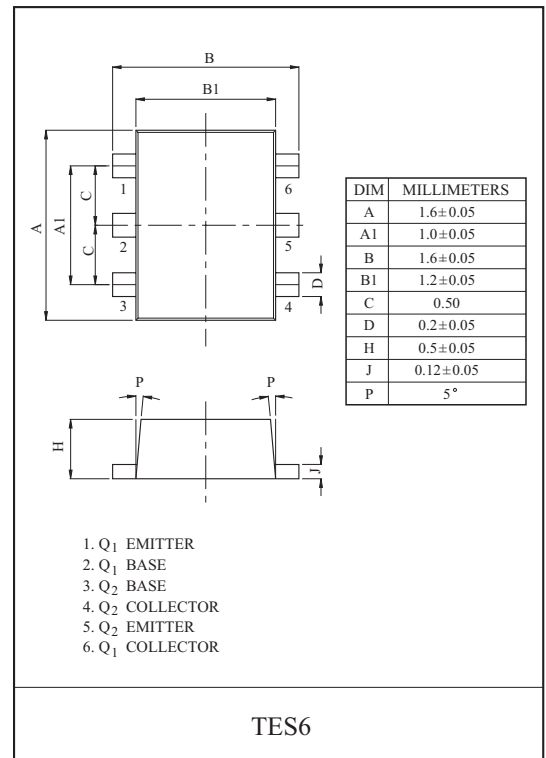 B
B1
A
A1
C
C
D
1
2
3
6
5
4
DIM MILLIMETERS
A 1.6±0.05
A1 1.0±0.05
B 1.6±0.05
B1 1.2±0.05
C 0.50
D 0.2±0.05
H 0.5±0.05
J 0.12±0.05
P 5°
P P
H
J
1. Q1 EMITTER
2. Q1 BASE
3. Q2 BASE
4. Q2 COLLECTOR
5. Q2 EMITTER
6. Q1 COLLECTOR
TES6